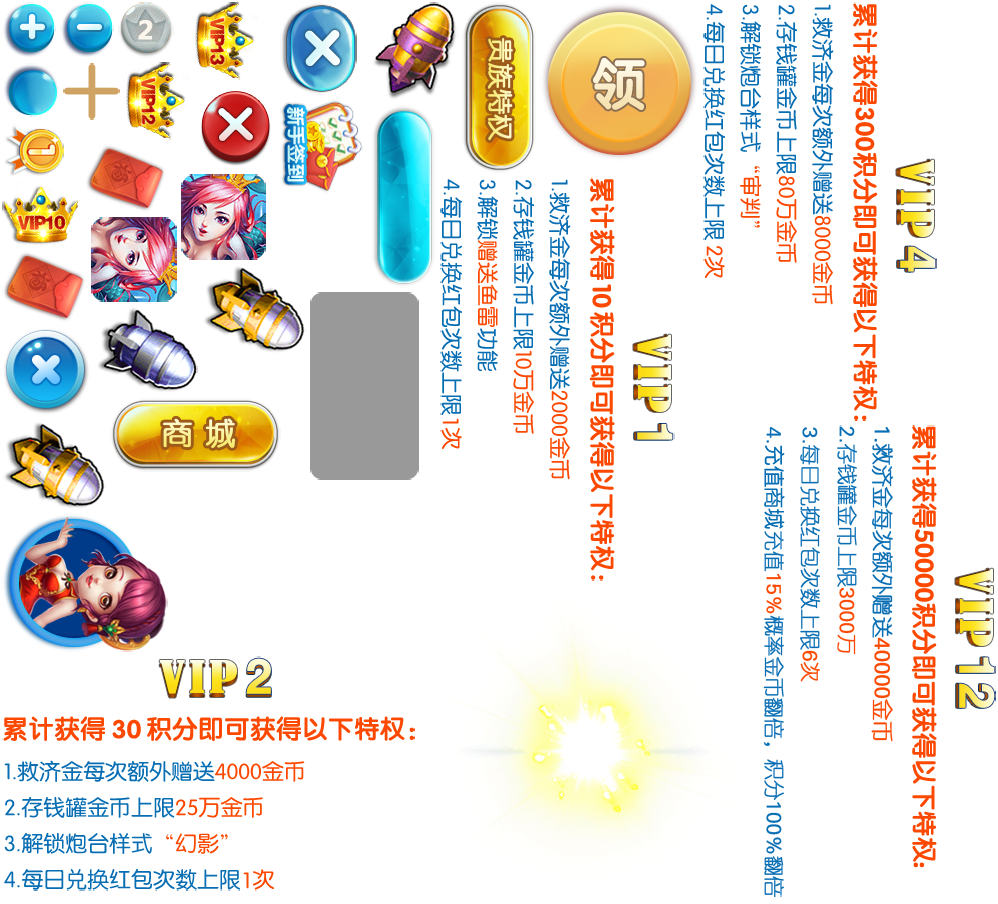 2
VIP13
VIP12
1
VIP10
新手签到
贵族特权
领
商城
VIP4
累计获得300积分即可获得以下特权：
1.救济金每次额外赠送8000金币
2.存钱罐金币上限80万金币
3.解锁炮台样式“审判”
4.每日兑换红包次数上限 2次
VIP1
累计获得10 积分即可获得以下特权：
1.救济金每次额外赠送2000金币
2.存钱罐金币上限10万金币
3.解锁赠送鱼雷功能
4.每日兑换红包次数上限1次
VIP12
累计获得50000积分即可获得以下特权：
1.救济金每次额外赠送40000金币
2.存钱罐金币上限3000万
3.每日兑换红包次数上限6次
4.充值商城充值15%概率金币翻倍，积分100%翻倍
VIP2
累计获得 30 积分即可获得以下特权：
1.救济金每次额外赠送4000金币
2.存钱罐金币上限25万金币
3.解锁炮台样式“幻影”
4.每日兑换红包次数上限1次